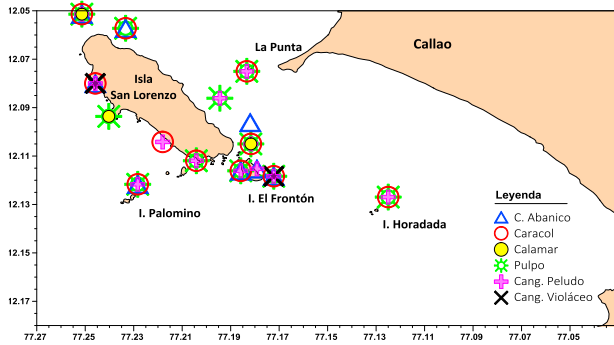 12.05
12.07
12.09
12.11
12.13
12.15
12.17
La Punta
Callao
Isla
San Lorenzo
I. Palomino
I. El Frontón
I. Horadada
Leyenda
C. Abanico
Caracol
Calamar
Pulpo
Cang. Peludo
Cang. Violáceo
77.27 77.25 77.23 77.21 77.19 77.17 77.15 77.13 77.11 77.09 77.07 77.05